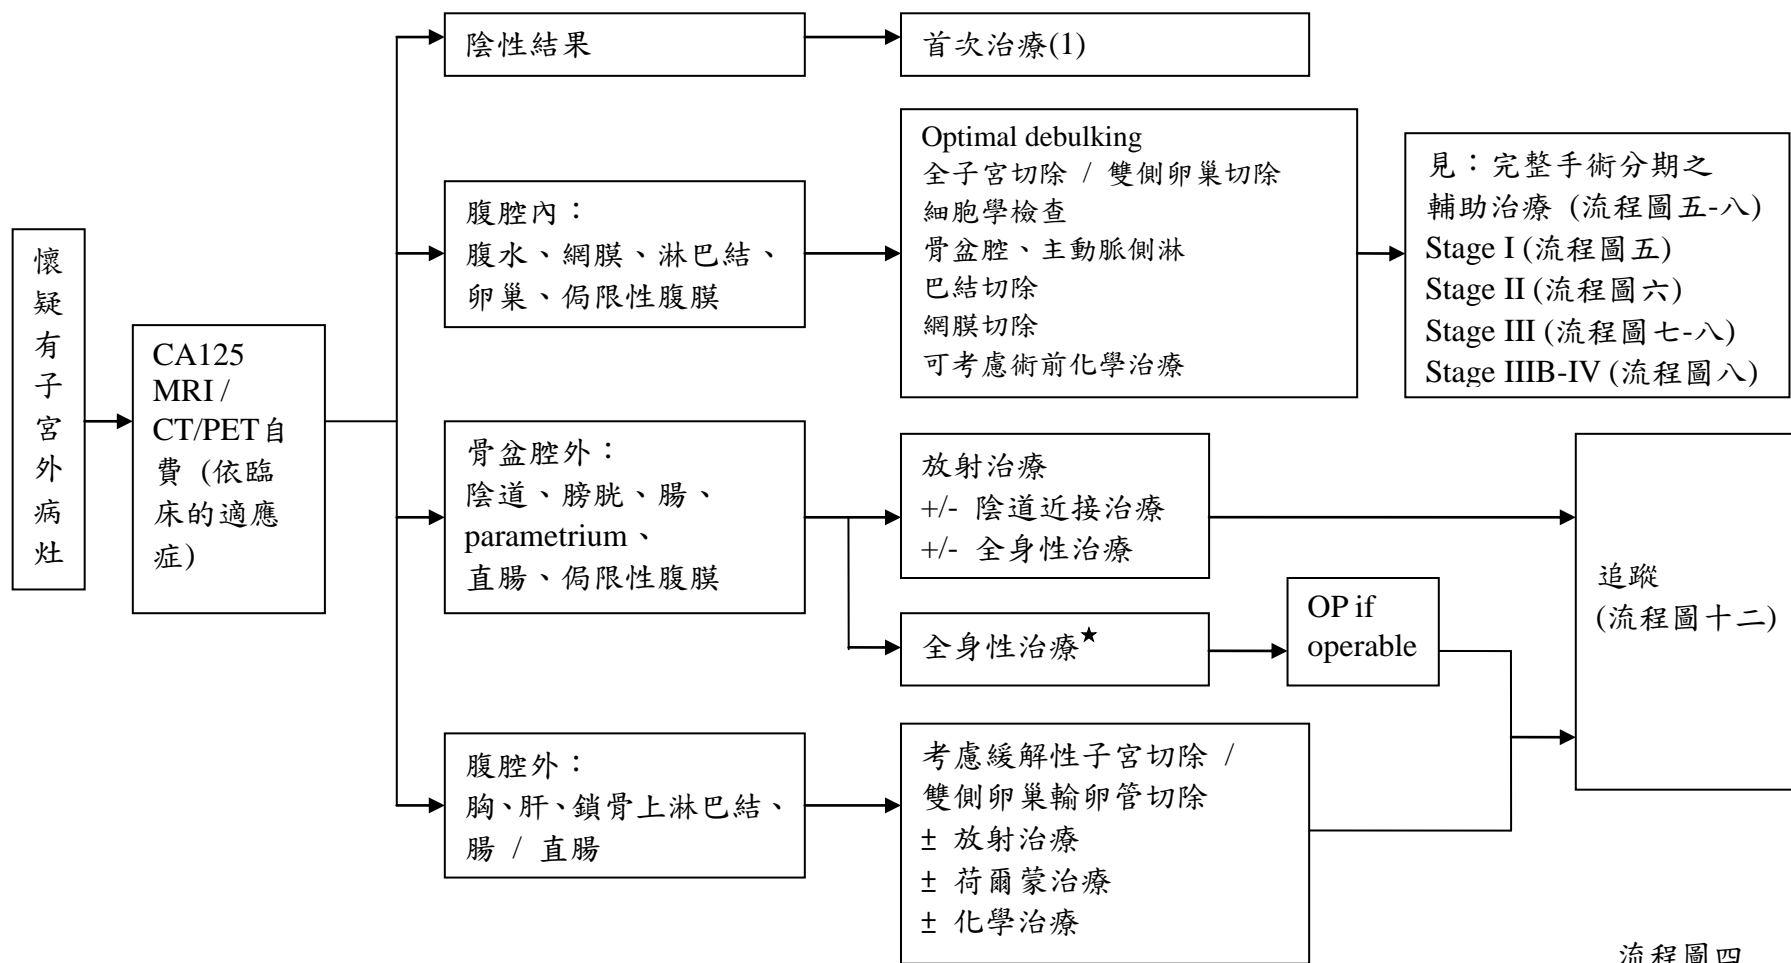 懷
疑
有
子
宮
外
病
灶
CA125
MRI /
CT/PET自
費 (依臨
床的適應
症)
陰性結果
首次治療(1)
腹腔內：
腹水、網膜、淋巴結、
卵巢、侷限性腹膜
Optimal debulking
全子宮切除 / 雙側卵巢切除
細胞學檢查
骨盆腔、主動脈側淋
巴結切除
網膜切除
可考慮術前化學治療
見：完整手術分期之
輔助治療 (流程圖五-八)
Stage I (流程圖五)
Stage II (流程圖六)
Stage III (流程圖七-八)
Stage IIIB-IV (流程圖八)
骨盆腔外：
陰道、膀胱、腸、
parametrium、
直腸、侷限性腹膜
放射治療
+/- 陰道近接治療
+/- 全身性治療
全身性治療★
OP if
operable
追蹤
(流程圖十二)
腹腔外：
胸、肝、鎖骨上淋巴結、
腸 / 直腸
考慮緩解性子宮切除 /
雙側卵巢輸卵管切除
± 放射治療
± 荷爾蒙治療
± 化學治療
流程圖四